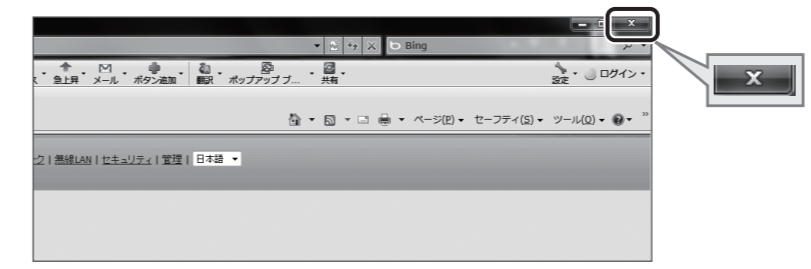 Bing
ス 急上昇 メール ボタン追加 翻訳 ポップアップ ブ... 共有 設定 ログイン
ページ(P) セーフティ(S) ツール(O) »
ク | 無線LAN | セキュリティ | 管理 | 日本語